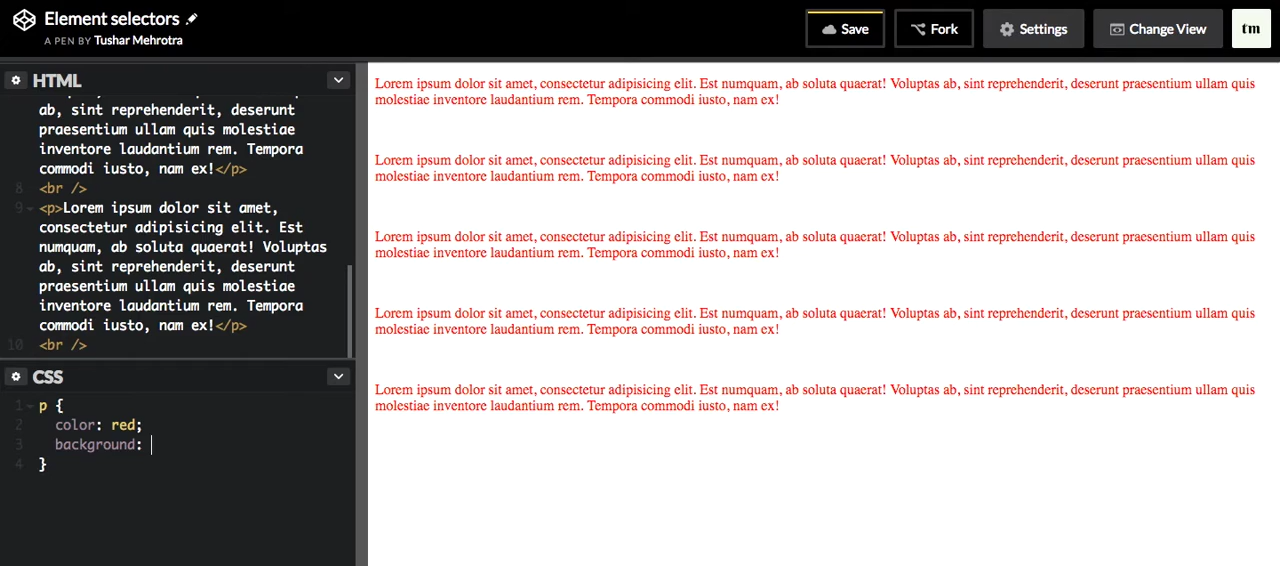 Element selectors
A PEN BY Tushar Mehrotra
Save
Fork
Settings
Change View
tm
HTML
ab, sint reprehenderit, deserunt
praesentium ullam quis molestiae
inventore laudantium rem. Tempora
commodi iusto, nam ex!</p>
8 <br />
9 <p>Lorem ipsum dolor sit amet,
consectetur adipisicing elit. Est
numquam, ab soluta quaerat! Voluptas
ab, sint reprehenderit, deserunt
praesentium ullam quis molestiae
inventore laudantium rem. Tempora
commodi iusto, nam ex!</p>
10 <br />
CSS
1 p {
2 color: red;
3 background:
4 }
Lorem ipsum dolor sit amet, consectetur adipisicing elit. Est numquam, ab soluta quaerat! Voluptas ab, sint reprehenderit, deserunt praesentium ullam quis
molestiae inventore laudantium rem. Tempora commodi iusto, nam ex!
Lorem ipsum dolor sit amet, consectetur adipisicing elit. Est numquam, ab soluta quaerat! Voluptas ab, sint reprehenderit, deserunt praesentium ullam quis
molestiae inventore laudantium rem. Tempora commodi iusto, nam ex!
Lorem ipsum dolor sit amet, consectetur adipisicing elit. Est numquam, ab soluta quaerat! Voluptas ab, sint reprehenderit, deserunt praesentium ullam quis
molestiae inventore laudantium rem. Tempora commodi iusto, nam ex!
Lorem ipsum dolor sit amet, consectetur adipisicing elit. Est numquam, ab soluta quaerat! Voluptas ab, sint reprehenderit, deserunt praesentium ullam quis
molestiae inventore laudantium rem. Tempora commodi iusto, nam ex!
Lorem ipsum dolor sit amet, consectetur adipisicing elit. Est numquam, ab soluta quaerat! Voluptas ab, sint reprehenderit, deserunt praesentium ullam quis
molestiae inventore laudantium rem. Tempora commodi iusto, nam ex!